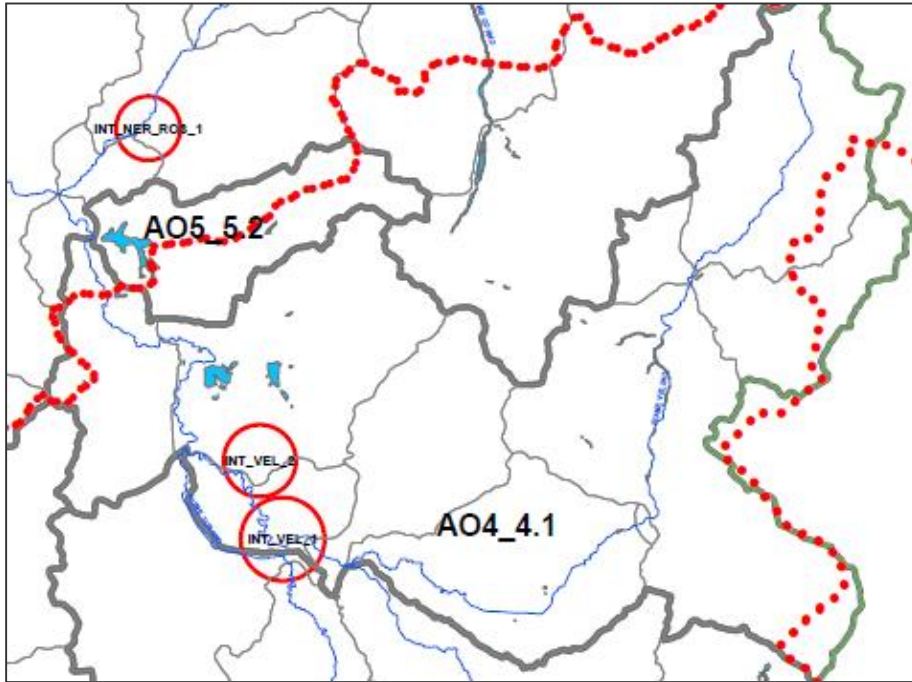 INT_NER_ROS_1
AO5_5.2
INT_VEL_2
INT_VEL_1
AO4_4.1